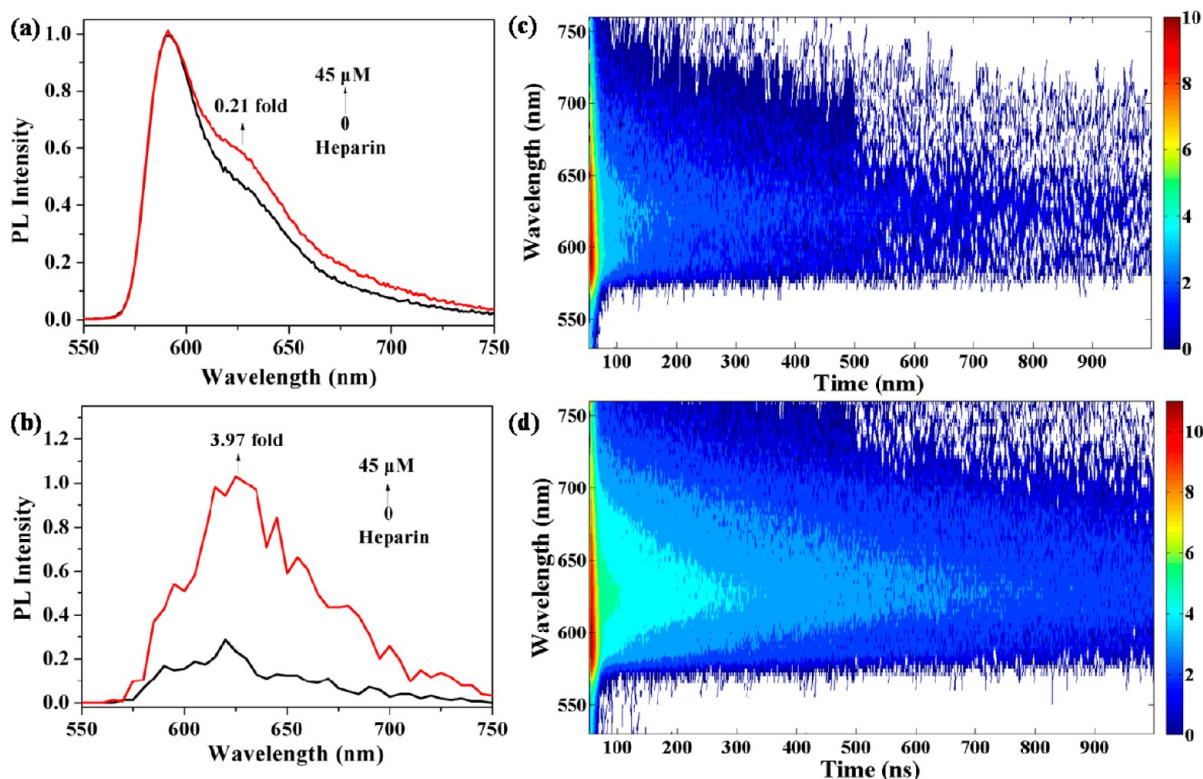 (a)
1.0
0.8
0.6
0.4
0.2
0.0
PL Intensity
45 µM
0
Heparin
0.21 fold
550 600 650 700 750
Wavelength (nm)
(c)
750
700
650
600
550
Wavelength (nm)
100 200 300 400 500 600 700 800 900
Time (nm)
10
8
6
4
2
0
(b)
1.2
1.0
0.8
0.6
0.4
0.2
0.0
PL Intensity
3.97 fold
45 µM
0
Heparin
550 600 650 700 750
Wavelength (nm)
(d)
750
700
650
600
550
Wavelength (nm)
100 200 300 400 500 600 700 800 900
Time (ns)
10
8
6
4
2
0